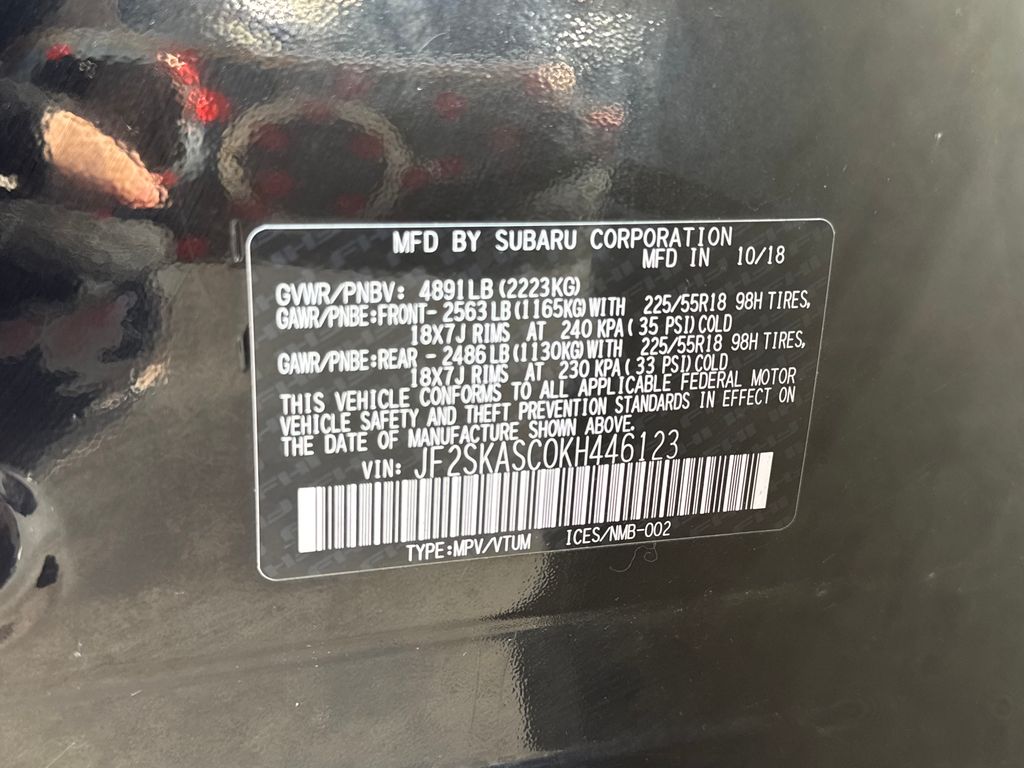 MFD BY SUBARU CORPORATION
MFD IN 10/18
GVWR/PNBV: 4891LB (2223KG)
GAWR/PNBE:FRONT- 2563LB (1165KG) WITH 225/55R18 98H TIRES,
18X7J RIMS AT 240 KPA ( 35 PSI) COLD
GAWR/PNBE:REAR - 2486LB (1130KG) WITH 225/55R18 98H TIRES,
18X7J RIMS AT 230 KPA ( 33 PSI) COLD
THIS VEHICLE CONFORMS TO ALL APPLICABLE FEDERAL MOTOR
VEHICLE SAFETY AND THEFT PREVENTION STANDARDS IN EFFECT ON
THE DATE OF MANUFACTURE SHOWN ABOVE.
VIN: JF2SKASC0KH446123
TYPE:MPV/VTUM ICES/NMB-002